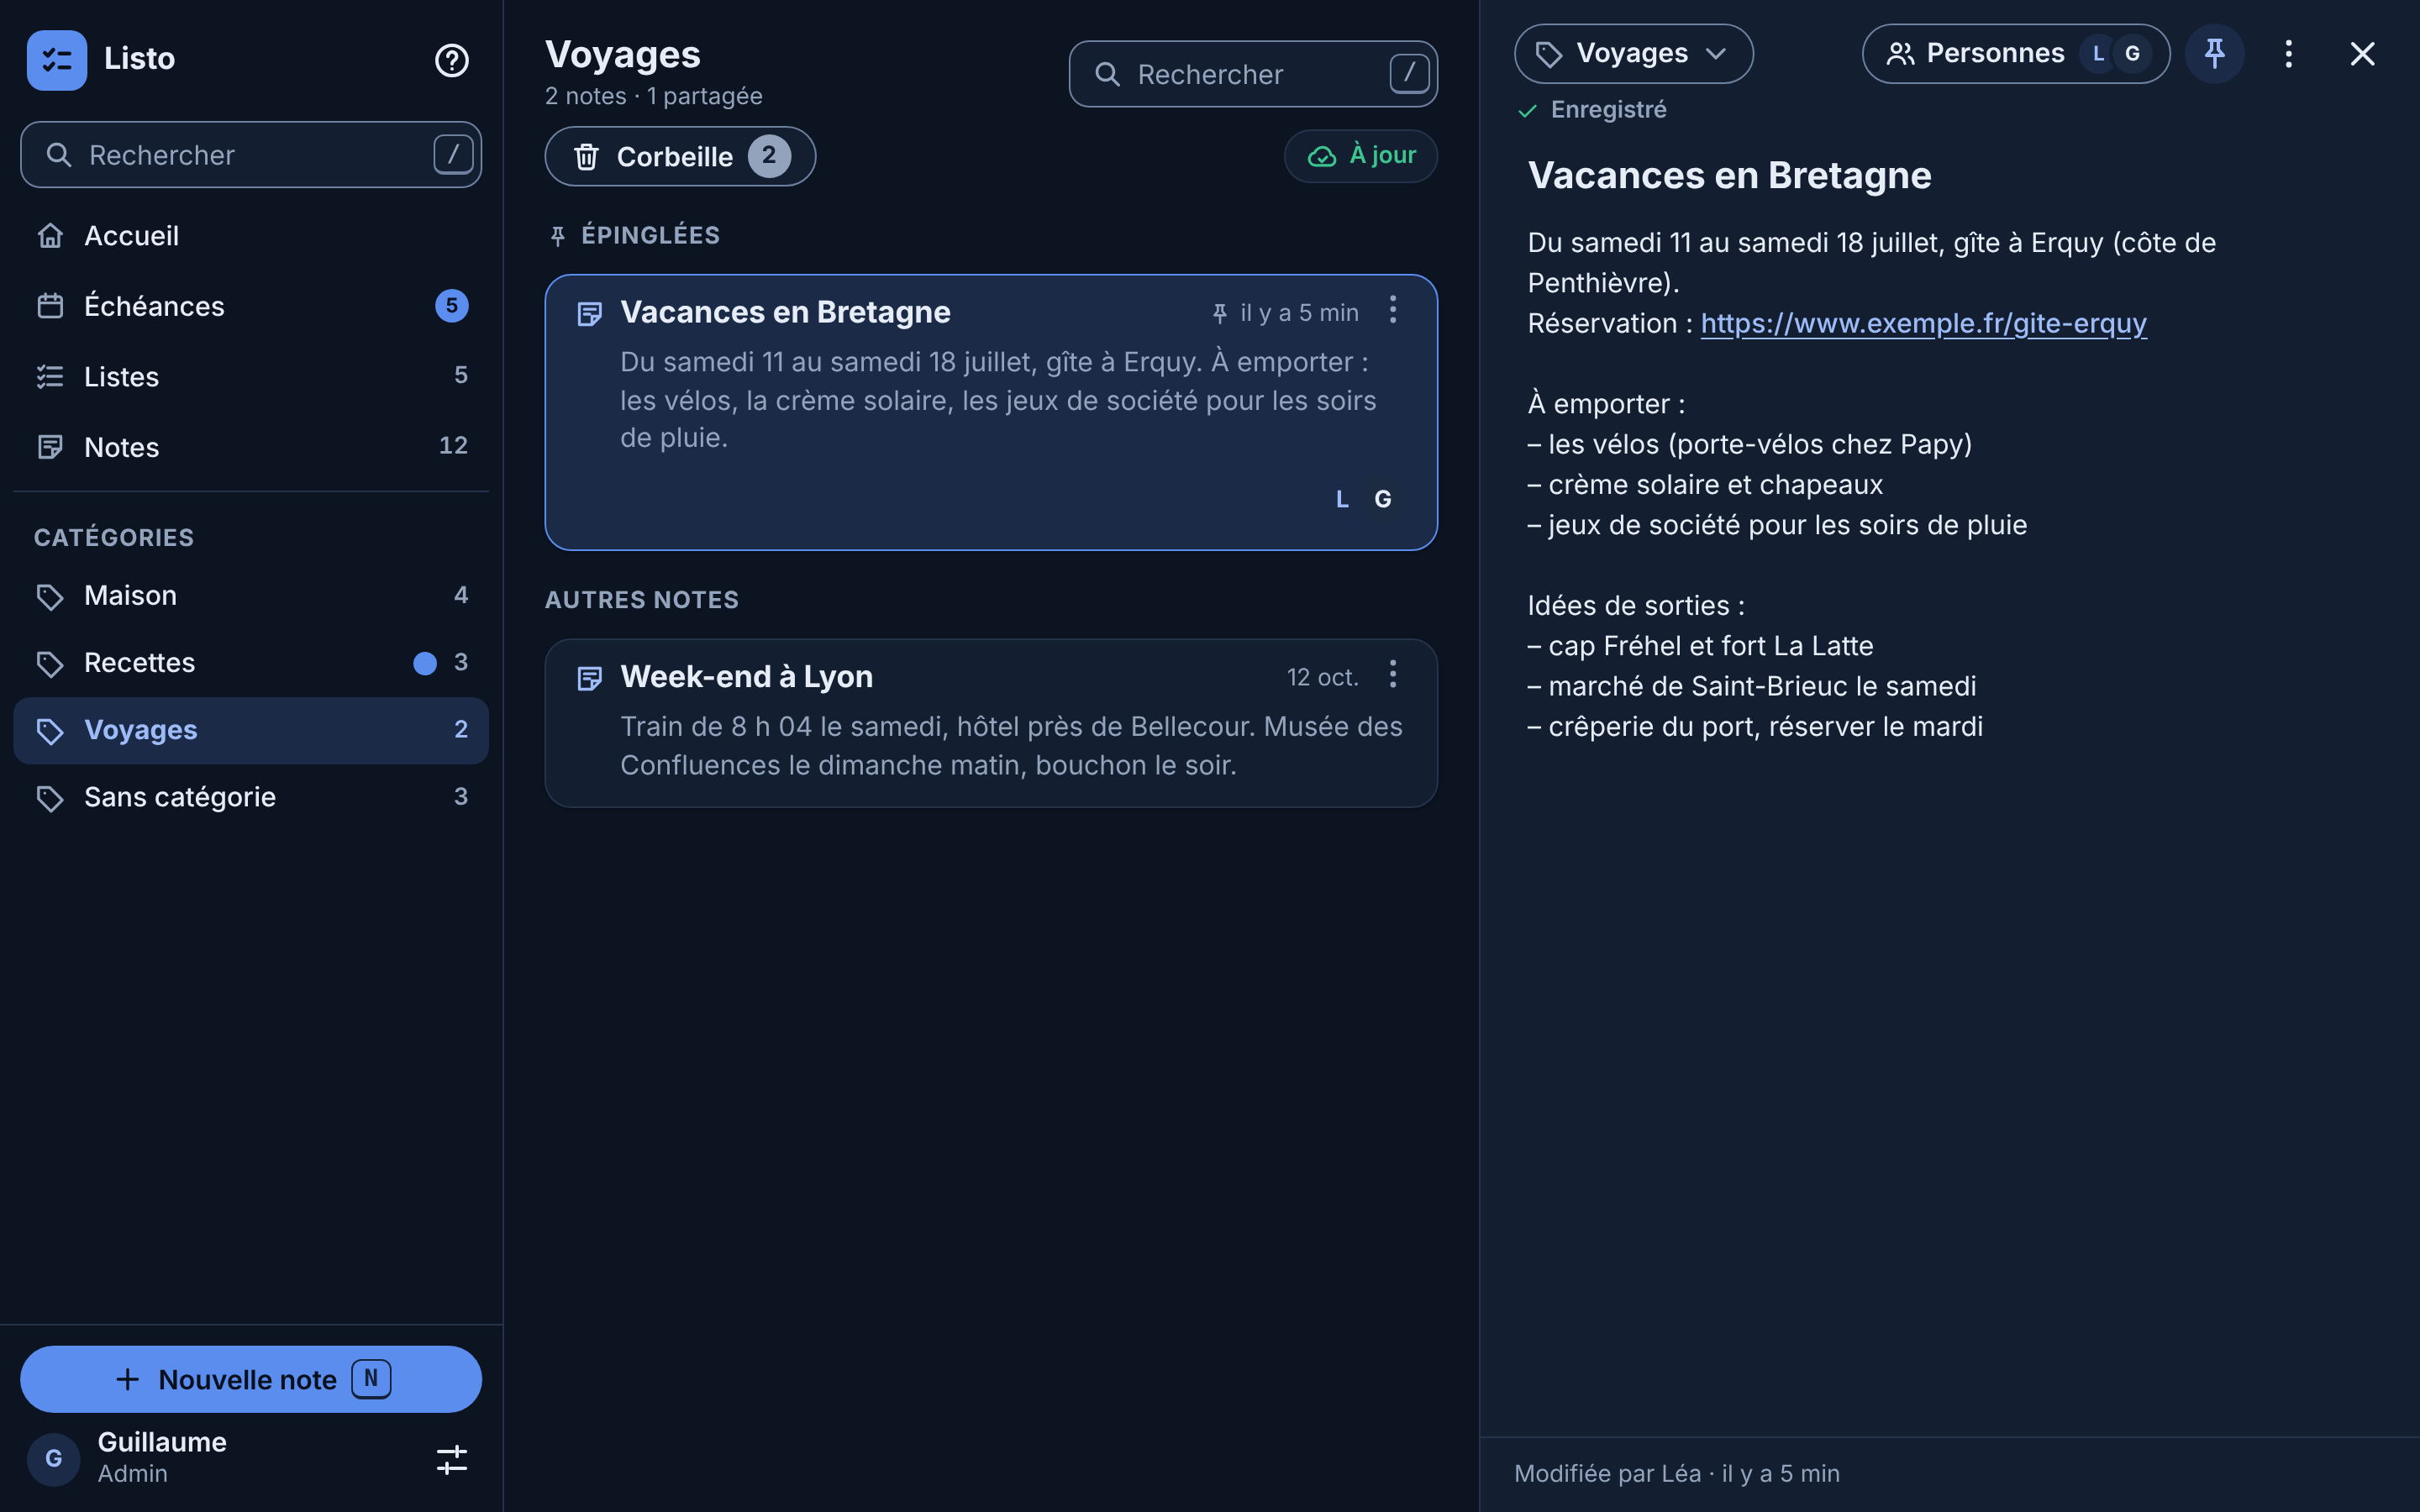 Listo
Rechercher /
Accueil
Échéances 5
Listes 5
Notes 12
CATÉGORIES
Maison 4
Recettes 3
Voyages 2
Sans catégorie 3
Nouvelle note N
G Guillaume
Admin
Voyages
2 notes · 1 partagée
Rechercher /
Corbeille 2
À jour
ÉPINGLÉES
Vacances en Bretagne il y a 5 min
Du samedi 11 au samedi 18 juillet, gîte à Erquy. À emporter :
les vélos, la crème solaire, les jeux de société pour les soirs
de pluie.
L G
AUTRES NOTES
Week-end à Lyon 12 oct.
Train de 8 h 04 le samedi, hôtel près de Bellecour. Musée des
Confluences le dimanche matin, bouchon le soir.
Voyages Personnes L G
Enregistré
Vacances en Bretagne
Du samedi 11 au samedi 18 juillet, gîte à Erquy (côte de
Penthièvre).
Réservation : https://www.exemple.fr/gite-erquy
À emporter :
– les vélos (porte-vélos chez Papy)
– crème solaire et chapeaux
– jeux de société pour les soirs de pluie
Idées de sorties :
– cap Fréhel et fort La Latte
– marché de Saint-Brieuc le samedi
– crêperie du port, réserver le mardi
Modifiée par Léa · il y a 5 min